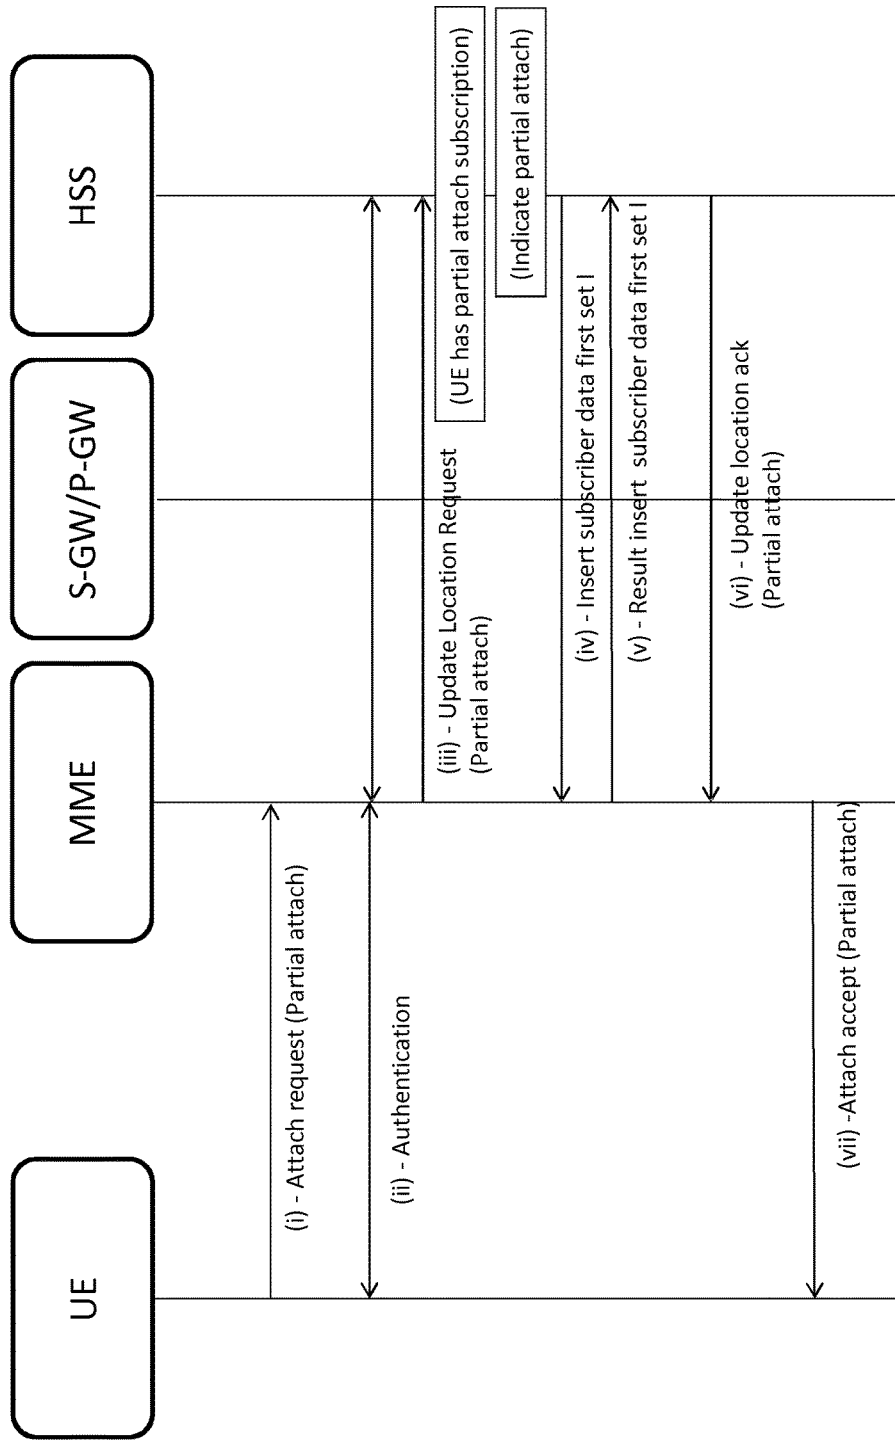 UE
MME
S-GW/P-GW
HSS
(i) - Attach request (Partial attach)
(ii) - Authentication
(iii) - Update Location Request
(Partial attach)
(UE has partial attach subscription)
(Indicate partial attach)
(iv) - Insert subscriber data first set I
(v) - Result insert subscriber data first set I
(vi) - Update location ack
(Partial attach)
(vii) -Attach accept (Partial attach)